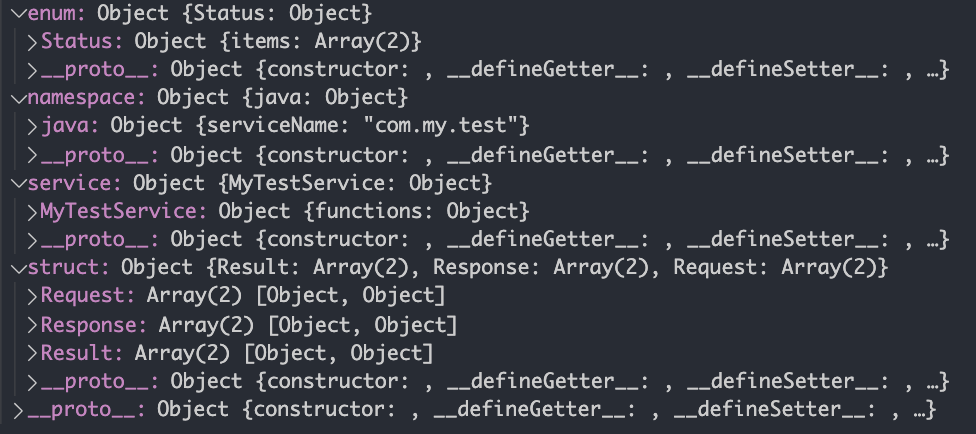 enum: Object {Status: Object}
Status: Object {items: Array(2)}
__proto__: Object {constructor: , __defineGetter__: , __defineSetter__: , …}
namespace: Object {java: Object}
java: Object {serviceName: "com.my.test"}
__proto__: Object {constructor: , __defineGetter__: , __defineSetter__: , …}
service: Object {MyTestService: Object}
MyTestService: Object {functions: Object}
__proto__: Object {constructor: , __defineGetter__: , __defineSetter__: , …}
struct: Object {Result: Array(2), Response: Array(2), Request: Array(2)}
Request: Array(2) [Object, Object]
Response: Array(2) [Object, Object]
Result: Array(2) [Object, Object]
__proto__: Object {constructor: , __defineGetter__: , __defineSetter__: , …}
__proto__: Object {constructor: , __defineGetter__: , __defineSetter__: , …}